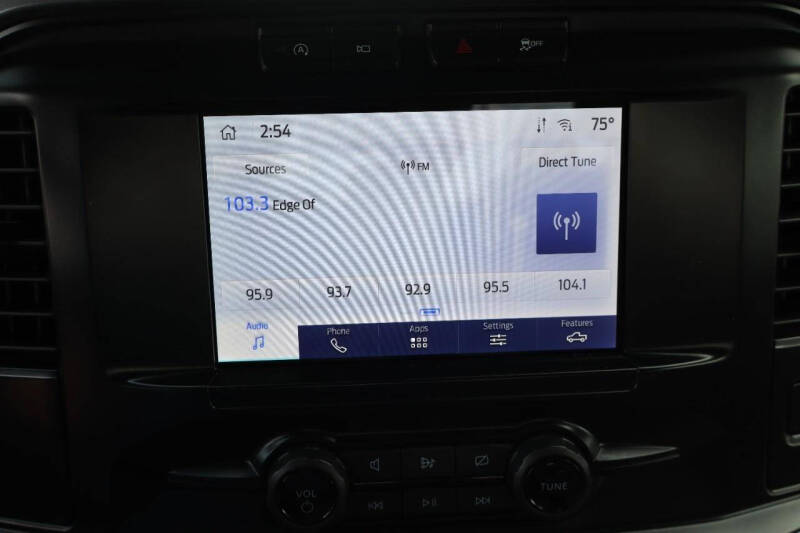 A
OFF
2:54
75°
Sources
FM
Direct Tune
103.3 Edge Of
95.9
93.7
92.9
95.5
104.1
Audio
Phone
Apps
Settings
Features
VOL
TUNE